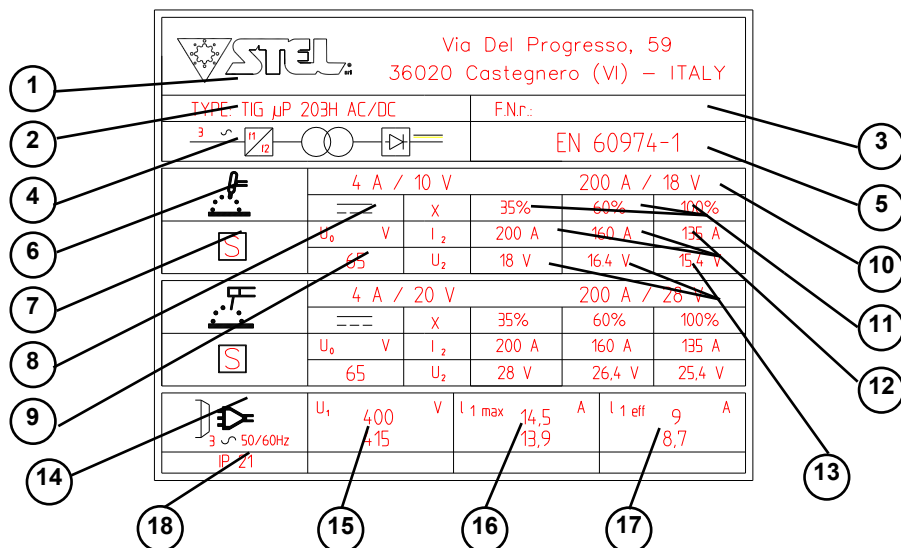 STEL srl
Via Del Progresso, 59
36020 Castegnero (VI) - ITALY
TYPE: TIG µP 203H AC/DC
F.Nr.:
3 ~ f1 f2
EN 60974-1
4 A / 10 V 200 A / 18 V
X 35% 60% 100%
S
U₀ V I₂ 200 A 160 A 135 A
65 U₂ 18 V 16.4 V 15,4 V
4 A / 20 V 200 A / 28 V
X 35% 60% 100%
S
U₀ V I₂ 200 A 160 A 135 A
65 U₂ 28 V 26,4 V 25,4 V
U₁ 400 V I 1 max 14,5 A I 1 eff 9 A
3 ~ 50/60Hz 415 13,9 8,7
IP 21
1
2
3
4
5
6
7
8
9
10
11
12
13
14
15
16
17
18